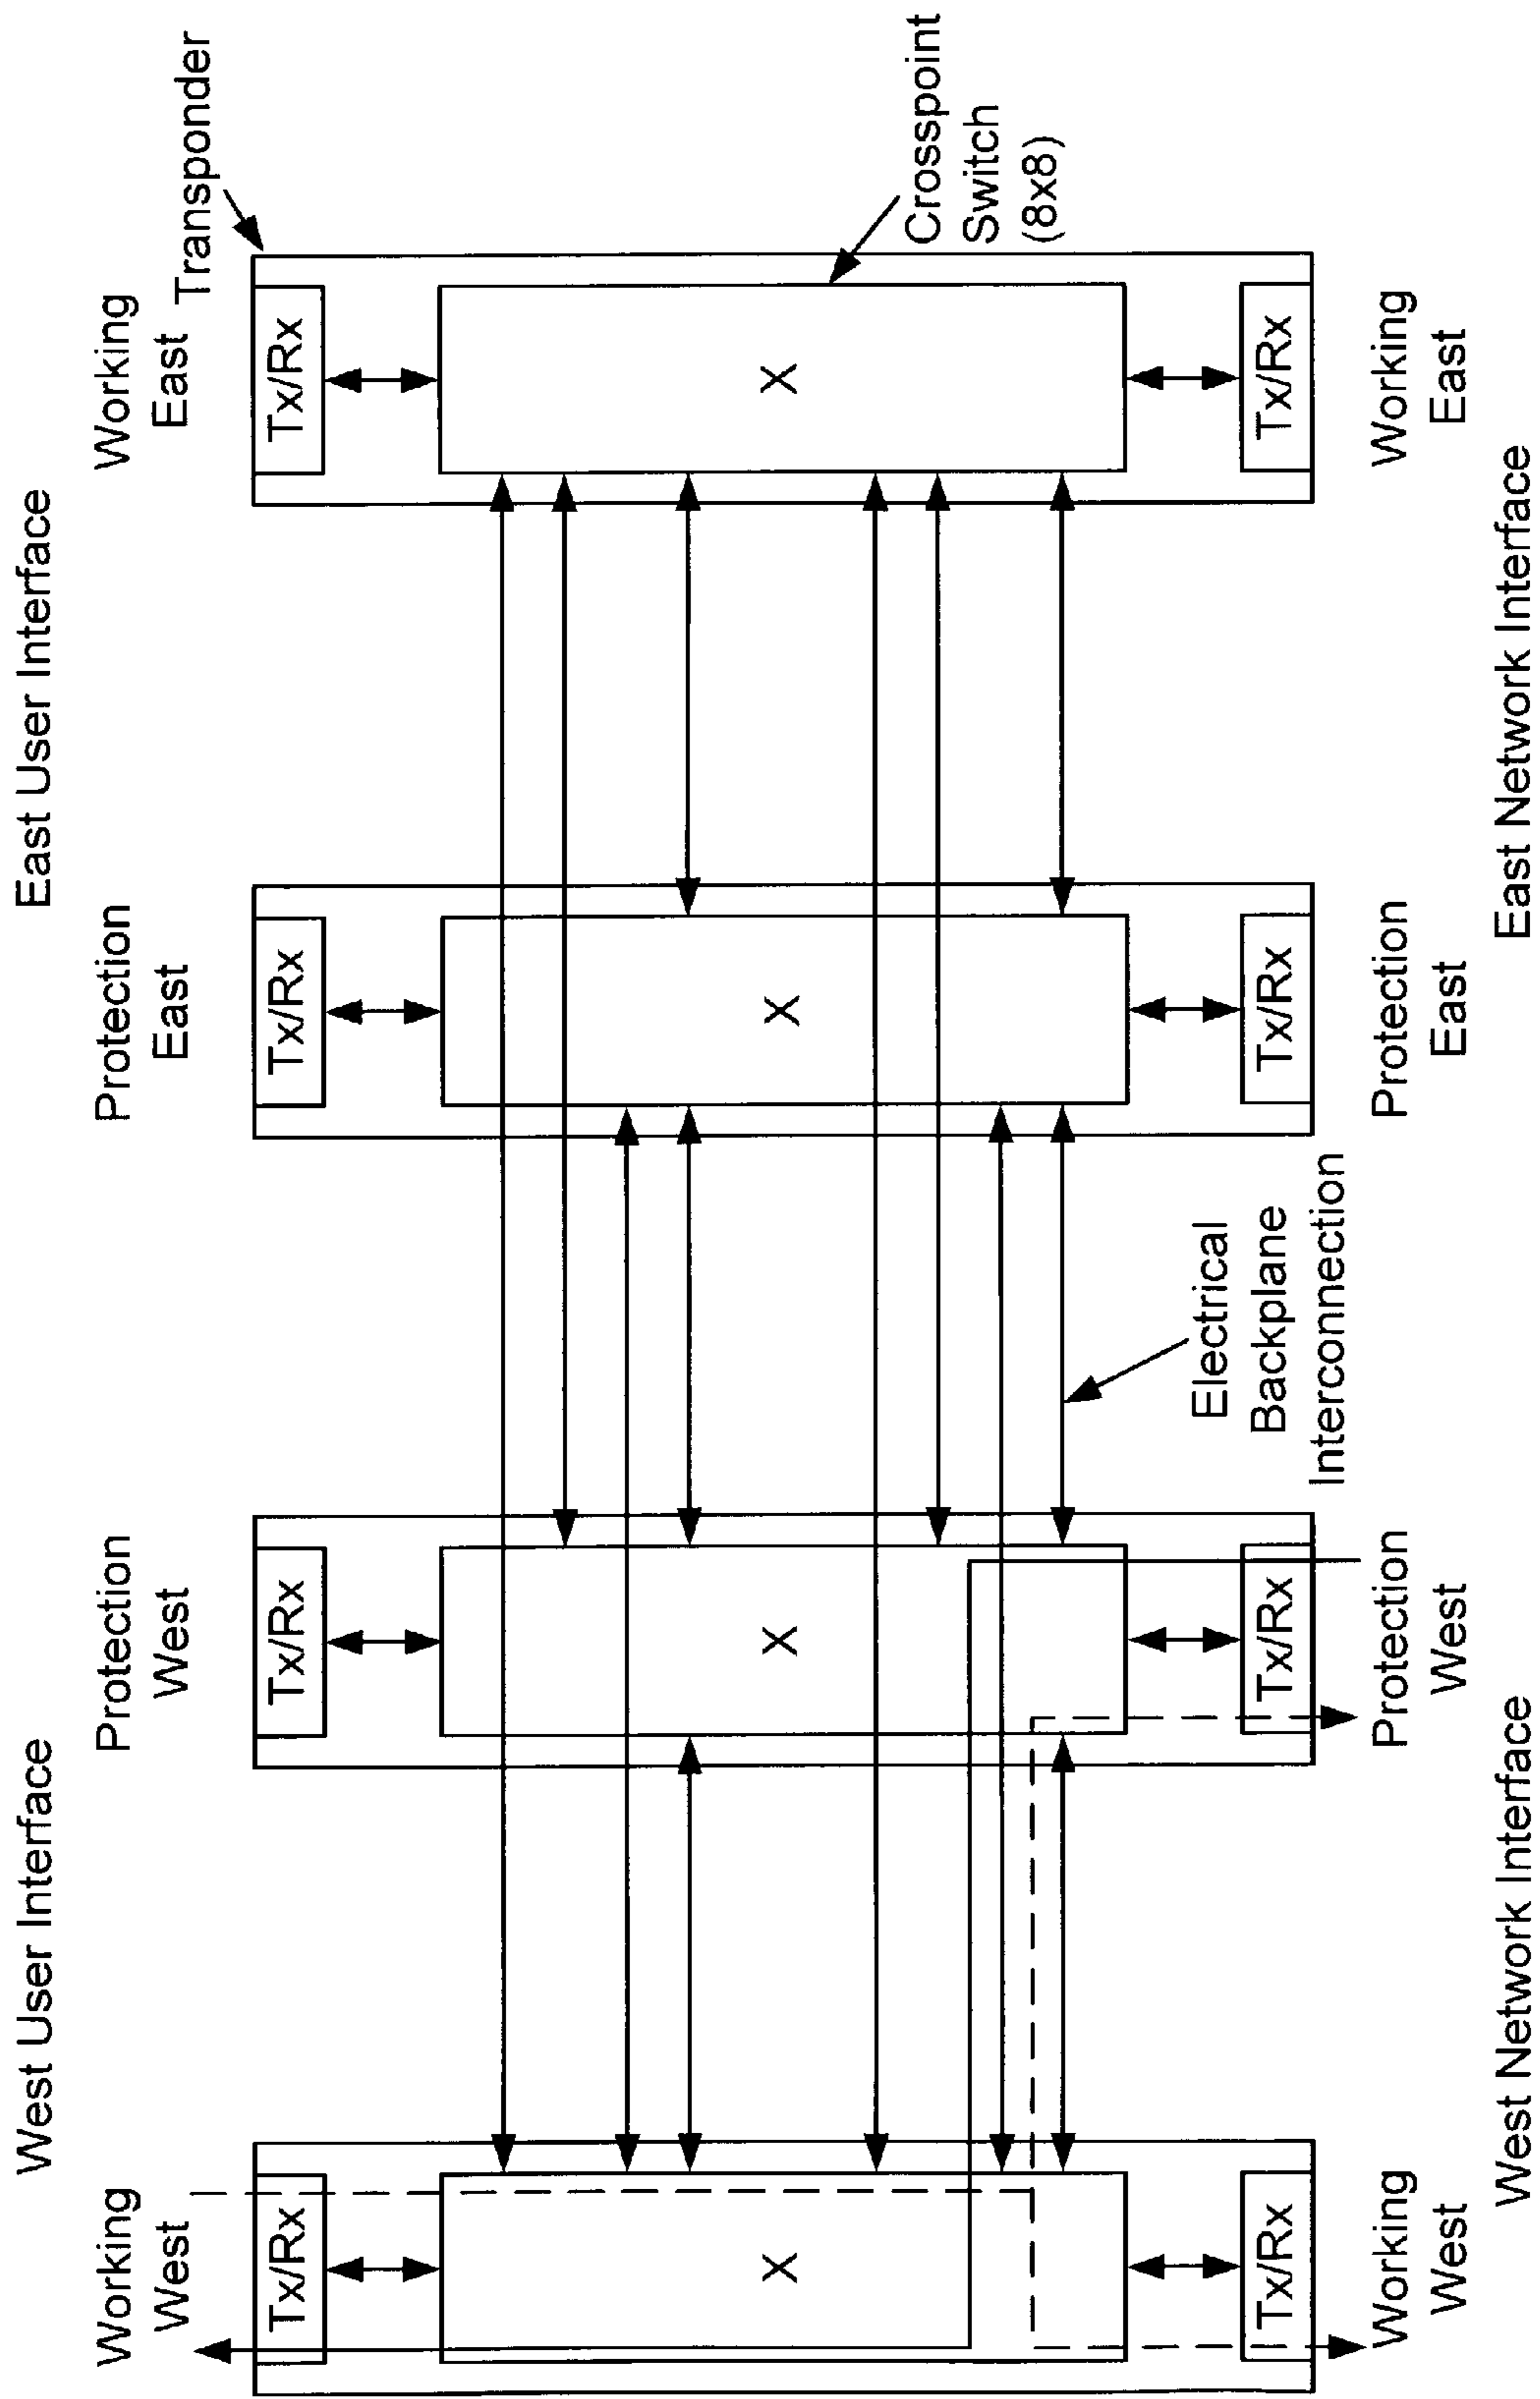 West User Interface
East User Interface
Working
West
Protection
West
Protection
East
Working
East
Transponder
Tx/Rx
Tx/Rx
Tx/Rx
Tx/Rx
X
X
X
X
Crosspoint
Switch
(8x8)
Electrical
Backplane
Interconnection
Tx/Rx
Tx/Rx
Tx/Rx
Tx/Rx
Working
West
Protection
West
Protection
East
Working
East
West Network Interface
East Network Interface